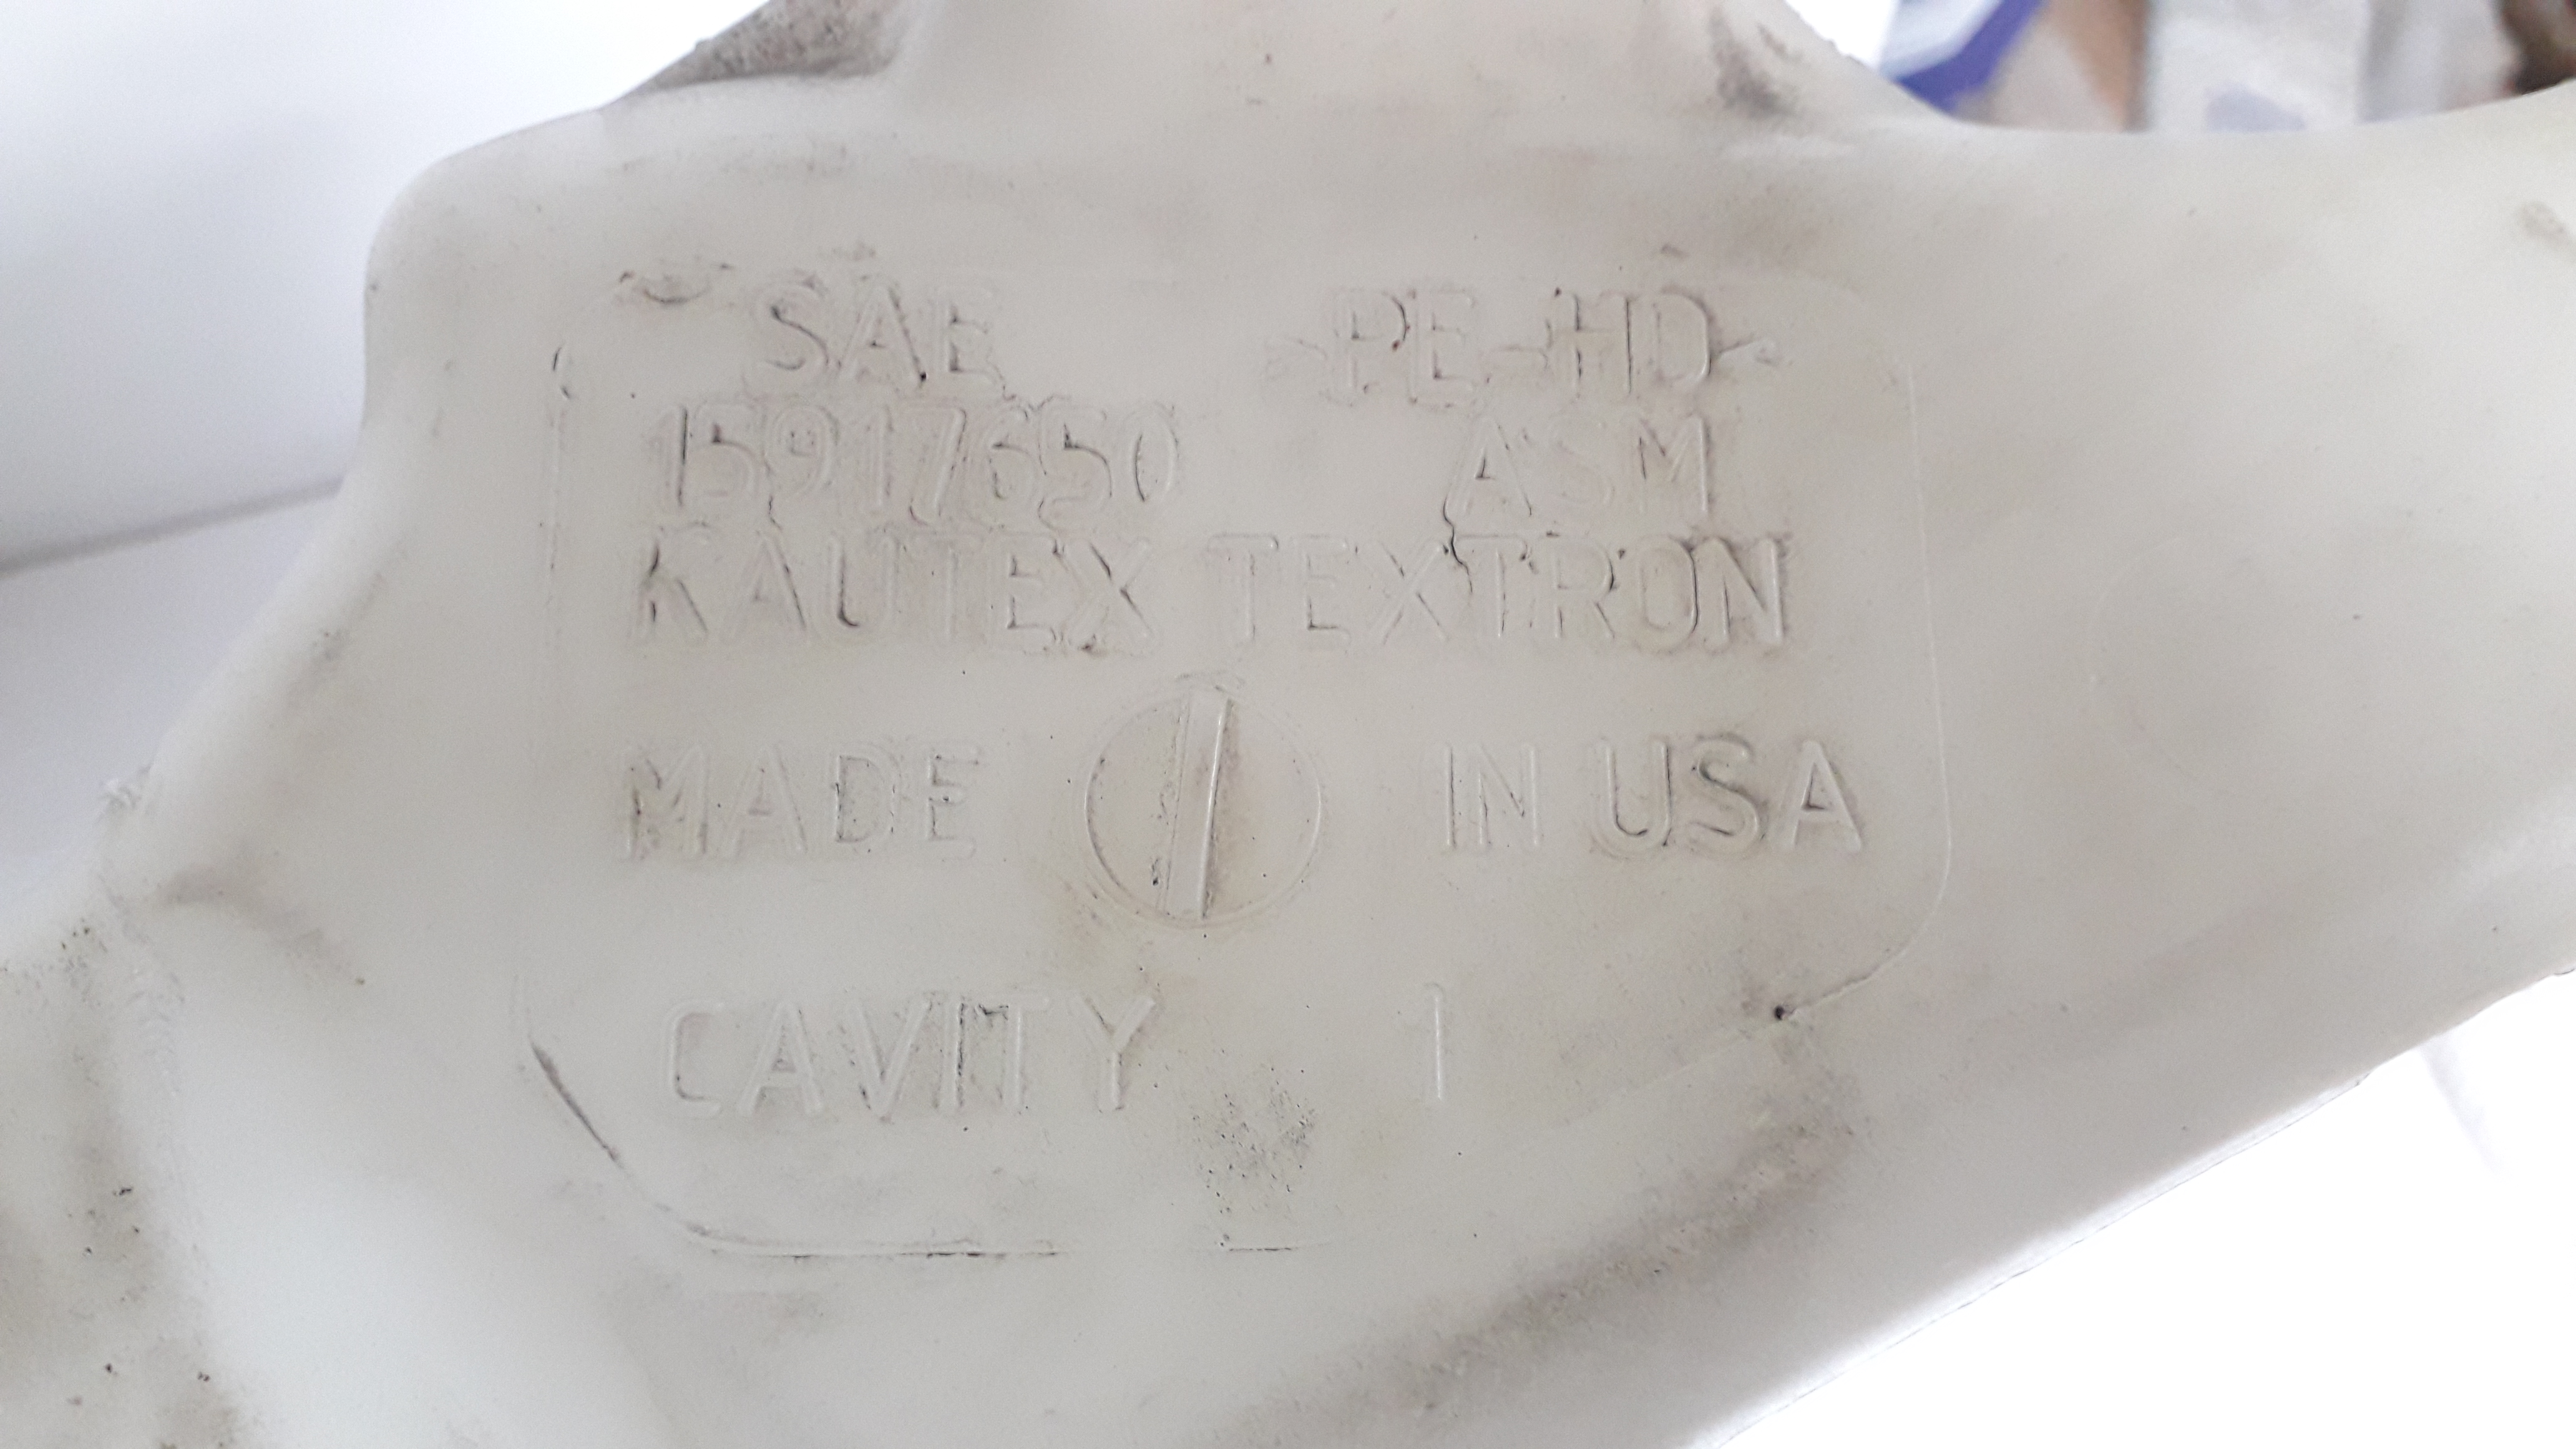 SAE >PE-HD<
15917650 ASM
KAUTEX TEXTRON
MADE IN USA
CAVITY 1